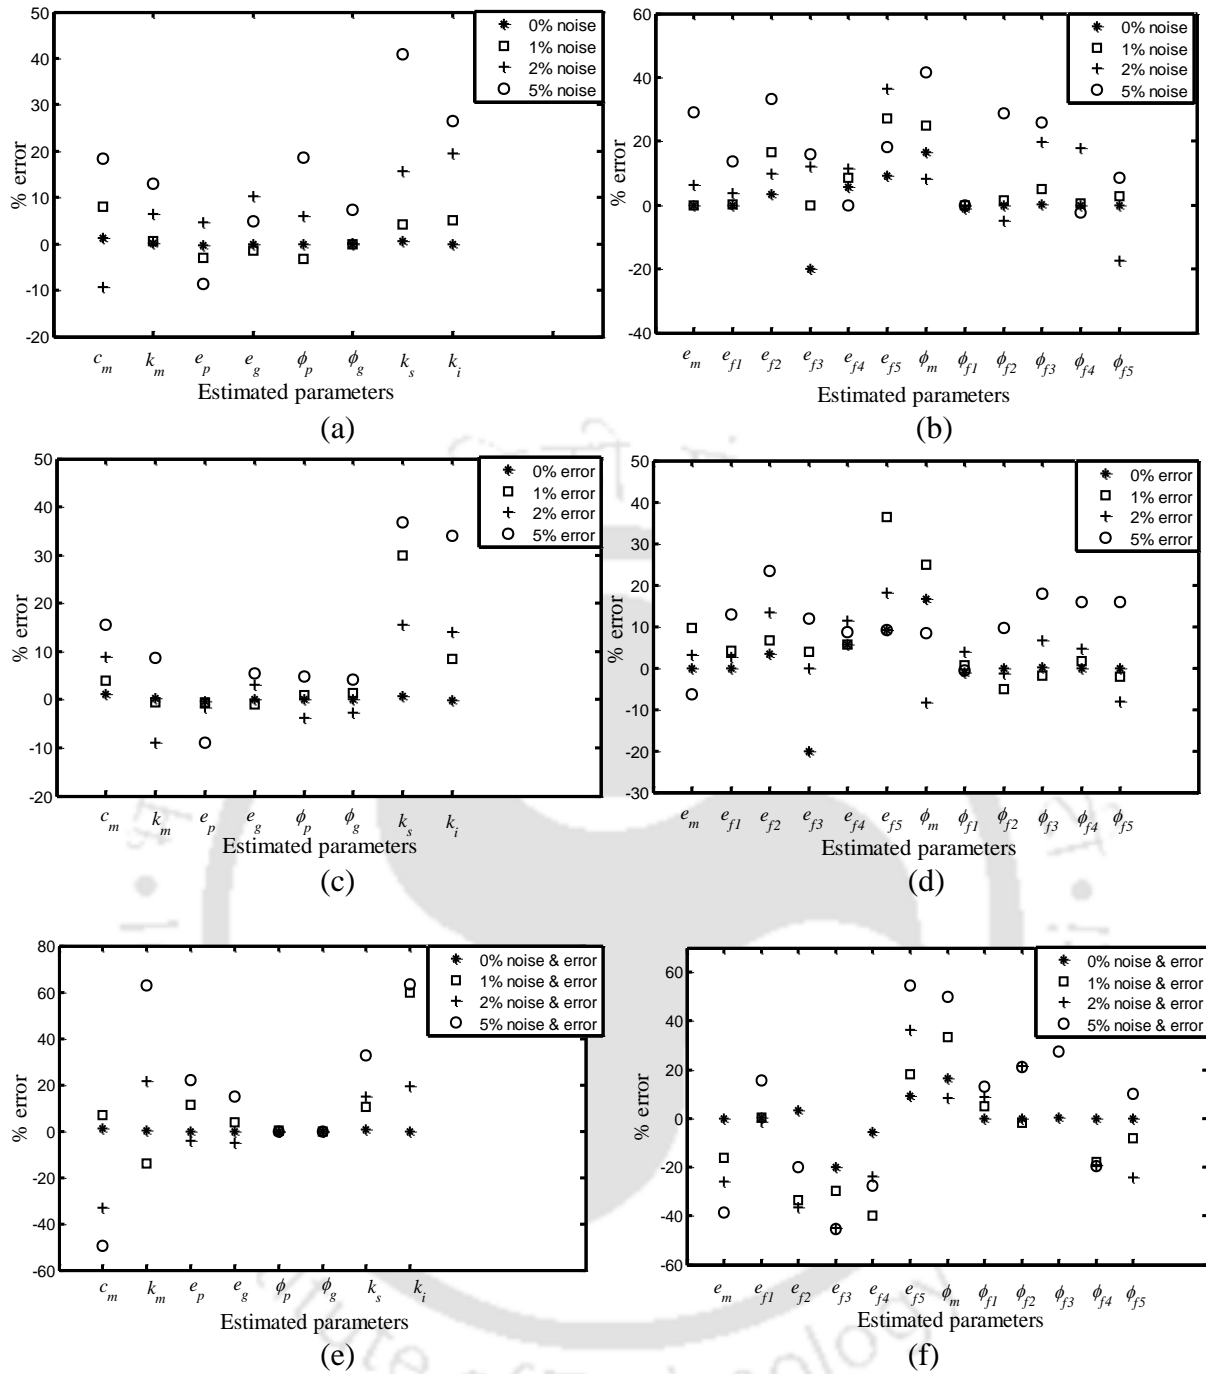 50
40
30
20
10
0
-10
-20
% error
0% noise
1% noise
2% noise
5% noise
c_m k_m e_p e_g ϕ_p ϕ_g k_s k_i
Estimated parameters
(a)
60
40
20
0
-20
-40
% error
0% noise
1% noise
2% noise
5% noise
e_m e_f1 e_f2 e_f3 e_f4 e_f5 ϕ_m ϕ_f1 ϕ_f2 ϕ_f3 ϕ_f4 ϕ_f5
Estimated parameters
(b)
50
40
30
20
10
0
-10
-20
% error
0% error
1% error
2% error
5% error
c_m k_m e_p e_g ϕ_p ϕ_g k_s k_i
Estimated parameters
(c)
50
40
30
20
10
0
-10
-20
-30
% error
0% error
1% error
2% error
5% error
e_m e_f1 e_f2 e_f3 e_f4 e_f5 ϕ_m ϕ_f1 ϕ_f2 ϕ_f3 ϕ_f4 ϕ_f5
Estimated parameters
(d)
80
60
40
20
0
-20
-40
-60
% error
0% noise & error
1% noise & error
2% noise & error
5% noise & error
c_m k_m e_p e_g ϕ_p ϕ_g k_s k_i
Estimated parameters
(e)
60
40
20
0
-20
-40
-60
% error
0% noise & error
1% noise & error
2% noise & error
5% noise & error
e_m e_f1 e_f2 e_f3 e_f4 e_f5 ϕ_m ϕ_f1 ϕ_f2 ϕ_f3 ϕ_f4 ϕ_f5
Estimated parameters
(f)